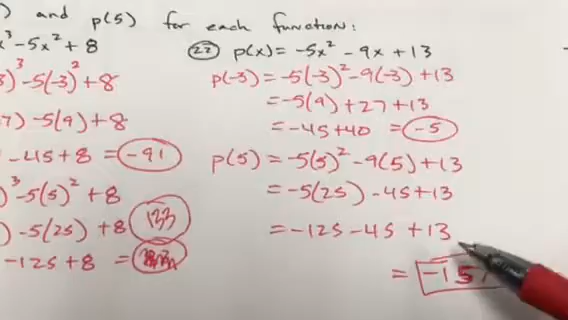 ) and p(5) for each function:
x³ -5x² + 8
)³ -5(-3)² + 8
7) -5(9) + 8
-45 + 8 = -91
)³ -5(5)² + 8
) -5(25) + 8 133
-125 + 8 =
22 p(x) = -5x² - 9x + 13
p(-3) = -5(-3)² - 9(-3) + 13
= -5(9) + 27 + 13
= -45 + 40 = -5
p(5) = -5(5)² - 9(5) + 13
= -5(25) - 45 + 13
= -125 - 45 + 13
= -157